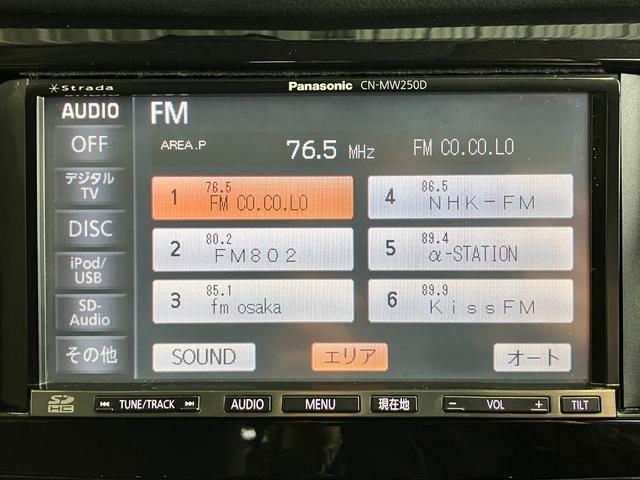 Strada
Panasonic CN-MW250D
AUDIO
FM
AREA.P 76.5 MHz FM CO.CO.LO
OFF
デジタル
TV
DISC
iPod/
USB
SD-
Audio
その他
1 76.5 FM CO.CO.LO
2 80.2 FM802
3 85.1 fm osaka
4 86.5 NHK-FM
5 89.4 α-STATION
6 89.9 KissFM
SOUND エリア オート
SD HC TUNE/TRACK AUDIO MENU 現在地 - VOL + TILT